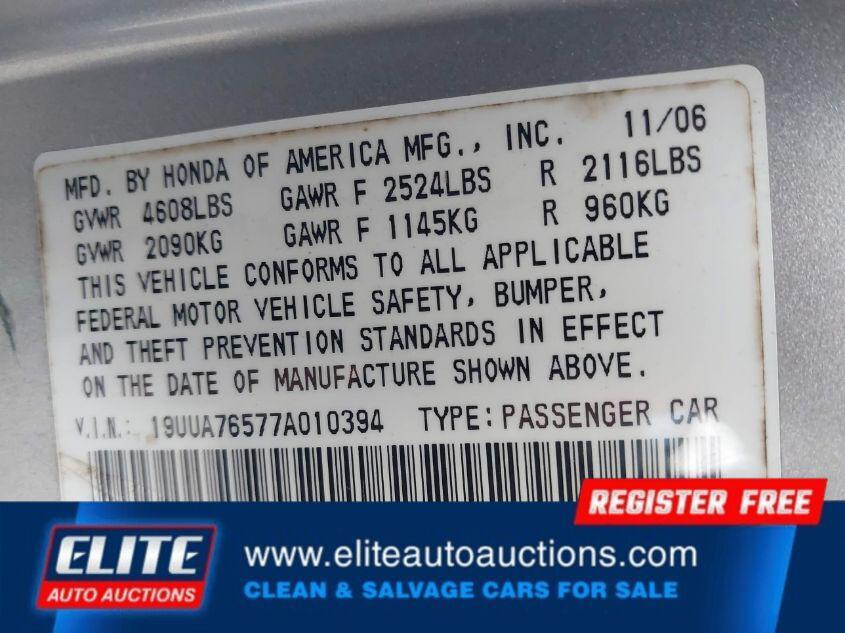 MFD. BY HONDA OF AMERICA MFG., INC. 11/06
GVWR 4608LBS GAWR F 2524LBS R 2116LBS
GVWR 2090KG GAWR F 1145KG R 960KG
THIS VEHICLE CONFORMS TO ALL APPLICABLE
FEDERAL MOTOR VEHICLE SAFETY, BUMPER,
AND THEFT PREVENTION STANDARDS IN EFFECT
ON THE DATE OF MANUFACTURE SHOWN ABOVE.
V.I.N.: 19UUA76577A010394 TYPE: PASSENGER CAR
REGISTER FREE
ELITE
AUTO AUCTIONS
www.eliteautoauctions.com
CLEAN & SALVAGE CARS FOR SALE